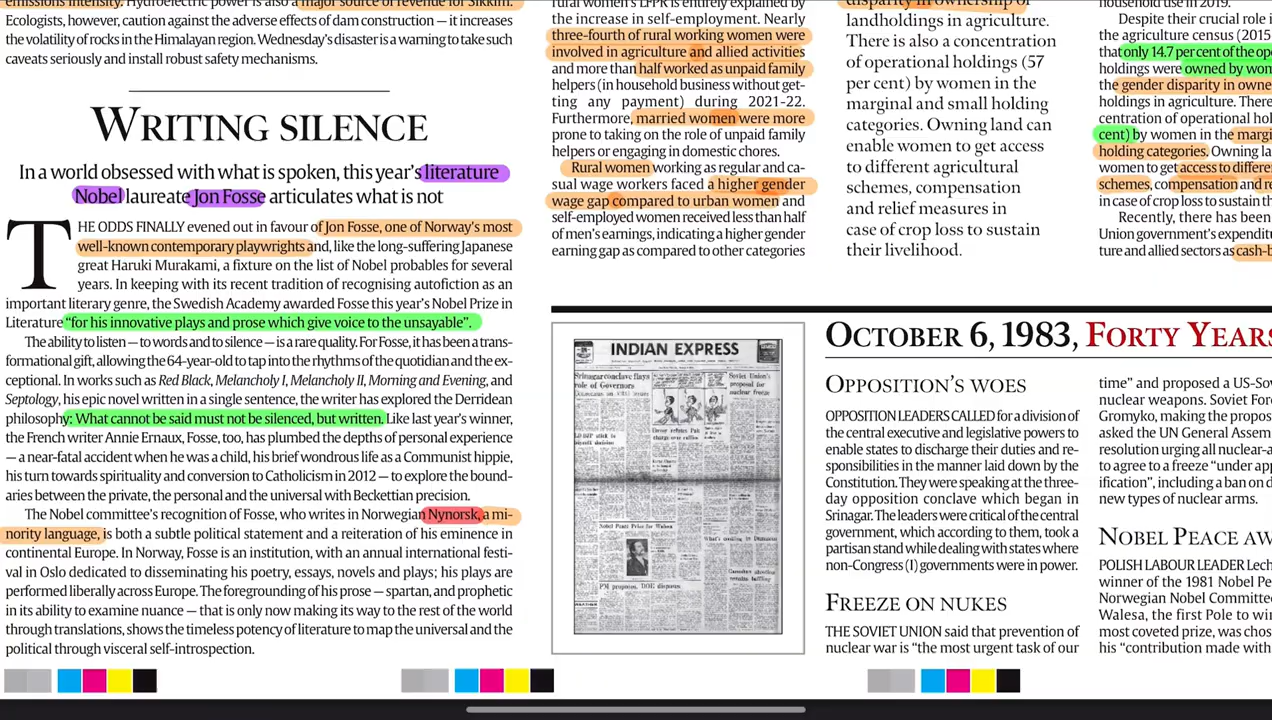 emissions intensity. Hydroelectric power is also a major source of revenue for Sikkim.
Ecologists, however, caution against the adverse effects of dam construction — it increases
the volatility of rocks in the Himalayan region. Wednesday's disaster is a warning to take such
caveats seriously and install robust safety mechanisms.
WRITING SILENCE
In a world obsessed with what is spoken, this year's literature
Nobel laureate Jon Fosse articulates what is not
THE ODDS FINALLY evened out in favour of Jon Fosse, one of Norway's most
well-known contemporary playwrights and, like the long-suffering Japanese
great Haruki Murakami, a fixture on the list of Nobel probables for several
years. In keeping with its recent tradition of recognising autofiction as an
important literary genre, the Swedish Academy awarded Fosse this year's Nobel Prize in
Literature “for his innovative plays and prose which give voice to the unsayable”.
The ability to listen — to words and to silence — is a rare quality. For Fosse, it has been a trans-
formational gift, allowing the 64-year-old to tap into the rhythms of the quotidian and the ex-
ceptional. In works such as Red Black, Melancholy I, Melancholy II, Morning and Evening, and
Septology, his epic novel written in a single sentence, the writer has explored the Derridean
philosophy: What cannot be said must not be silenced, but written. Like last year's winner,
the French writer Annie Ernaux, Fosse, too, has plumbed the depths of personal experience
— a near-fatal accident when he was a child, his brief wondrous life as a Communist hippie,
his turn towards spirituality and conversion to Catholicism in 2012 — to explore the bound-
aries between the private, the personal and the universal with Beckettian precision.
The Nobel committee's recognition of Fosse, who writes in Norwegian Nynorsk, a mi-
nority language, is both a subtle political statement and a reiteration of his eminence in
continental Europe. In Norway, Fosse is an institution, with an annual international festi-
val in Oslo dedicated to disseminating his poetry, essays, novels and plays; his plays are
performed liberally across Europe. The foregrounding of his prose — spartan, and prophetic
in its ability to examine nuance — that is only now making its way to the rest of the world
through translations, shows the timeless potency of literature to map the universal and the
political through visceral self-introspection.
rural women's LFPR is entirely explained by
the increase in self-employment. Nearly
three-fourth of rural working women were
involved in agriculture and allied activities
and more than half worked as unpaid family
helpers (in household business without get-
ting any payment) during 2021-22.
Furthermore, married women were more
prone to taking on the role of unpaid family
helpers or engaging in domestic chores.
Rural women working as regular and ca-
sual wage workers faced a higher gender
wage gap compared to urban women and
self-employed women received less than half
of men's earnings, indicating a higher gender
earning gap as compared to other categories
disparity in ownership of
landholdings in agriculture.
There is also a concentration
of operational holdings (57
per cent) by women in the
marginal and small holding
categories. Owning land can
enable women to get access
to different agricultural
schemes, compensation
and relief measures in
case of crop loss to sustain
their livelihood.
household use in 2019.
Despite their crucial role i
the agriculture census (2015
that only 14.7 per cent of the ope
holdings were owned by wom
the gender disparity in owne
holdings in agriculture. There
centration of operational hol
cent) by women in the margi
holding categories. Owning la
women to get access to differe
schemes, compensation and re
in case of crop loss to sustain th
Recently, there has been
Union government's expenditu
ture and allied sectors as cash-b
INDIAN EXPRESS
Srinagar conclave flays
role of Governors
Soviet Union's
proposal for
nuclear freeze
Nobel Peace Prize for Walesa
OCTOBER 6, 1983, FORTY YEARS
OPPOSITION'S WOES
OPPOSITION LEADERS CALLED for a division of
the central executive and legislative powers to
enable states to discharge their duties and re-
sponsibilities in the manner laid down by the
Constitution. They were speaking at the three-
day opposition conclave which began in
Srinagar. The leaders were critical of the central
government, which according to them, took a
partisan stand while dealing with states where
non-Congress (I) governments were in power.
FREEZE ON NUKES
THE SOVIET UNION said that prevention of
nuclear war is “the most urgent task of our
time” and proposed a US-Sov
nuclear weapons. Soviet Fore
Gromyko, making the propos
asked the UN General Assem
resolution urging all nuclear-a
to agree to a freeze “under app
ification”, including a ban on d
new types of nuclear arms.
NOBEL PEACE AW
POLISH LABOUR LEADER Lech
winner of the 1981 Nobel Pe
Norwegian Nobel Committe
Walesa, the first Pole to win
most coveted prize, was chos
his “contribution made with